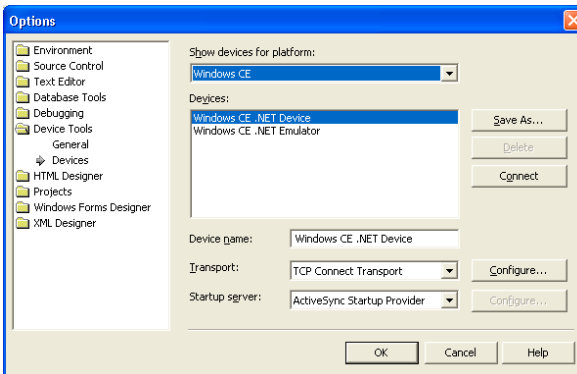 Options
Environment
Source Control
Text Editor
Database Tools
Debugging
Device Tools
General
Devices
HTML Designer
Projects
Windows Forms Designer
XML Designer
Show devices for platform:
Windows CE
Devices:
Windows CE .NET Device
Windows CE .NET Emulator
Save As...
Delete
Connect
Device name:
Windows CE .NET Device
Transport:
TCP Connect Transport
Configure...
Startup server:
ActiveSync Startup Provider
Configure...
OK
Cancel
Help